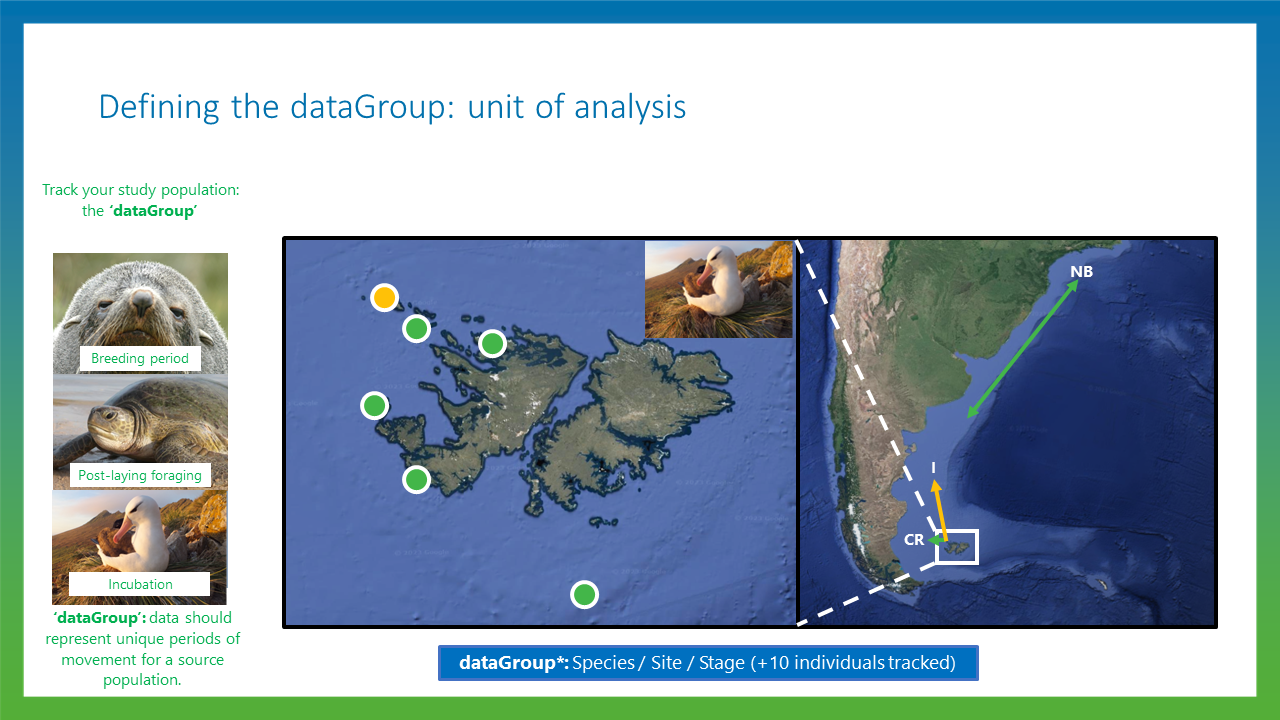 Defining the dataGroup: unit of analysis
Track your study population:
the ‘dataGroup’
Breeding period
Post-laying foraging
Incubation
‘dataGroup’: data should
represent unique periods of
movement for a source
population.
NB
I
CR
dataGroup*: Species / Site / Stage (+10 individuals tracked)